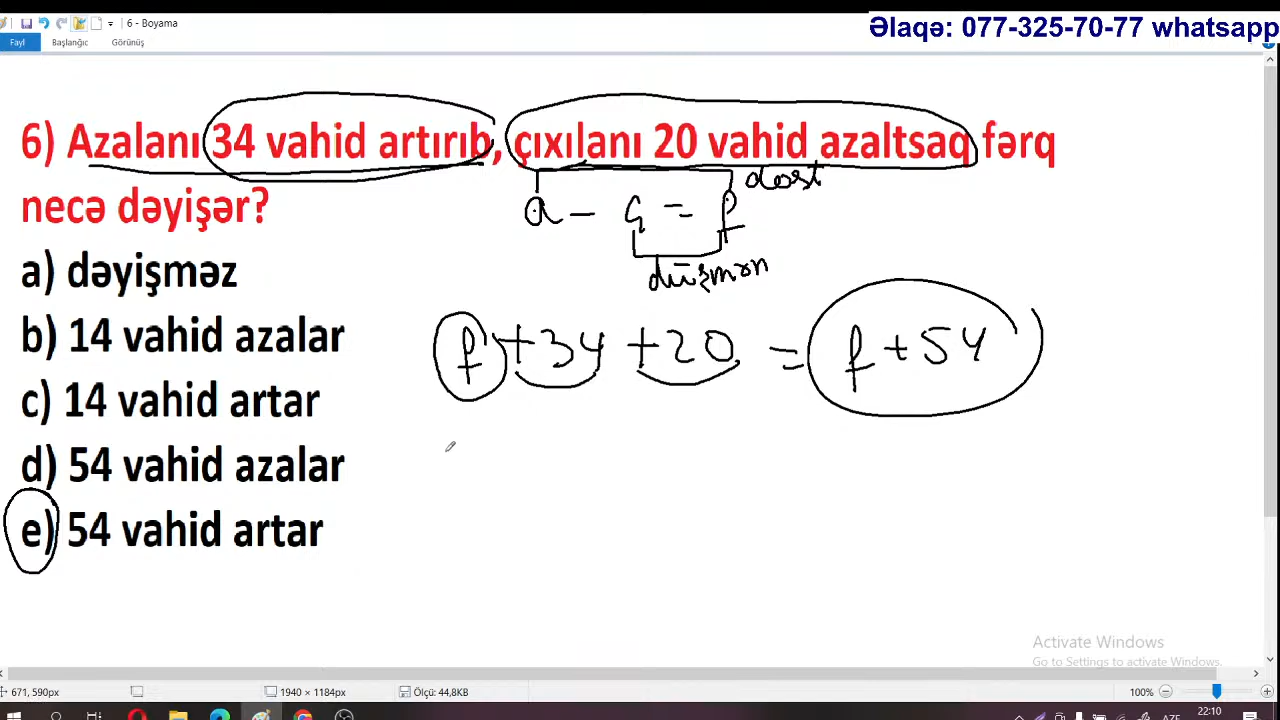 6 - Boyama
Əlaqə: 077-325-70-77 whatsapp
Fayl Başlanğıc Görünüş
6) Azalanı 34 vahid artırıb, çıxılanı 20 vahid azaltsaq fərq
dost
necə dəyişər?
a - ç = f
düşmən
a) dəyişməz
b) 14 vahid azalar
f +34 +20 = f +54
c) 14 vahid artar
d) 54 vahid azalar
e) 54 vahid artar
Activate Windows
Go to Settings to activate Windows.
671, 590px 1940 × 1184px Ölçü: 44,8KB 100%
AZE 22:10